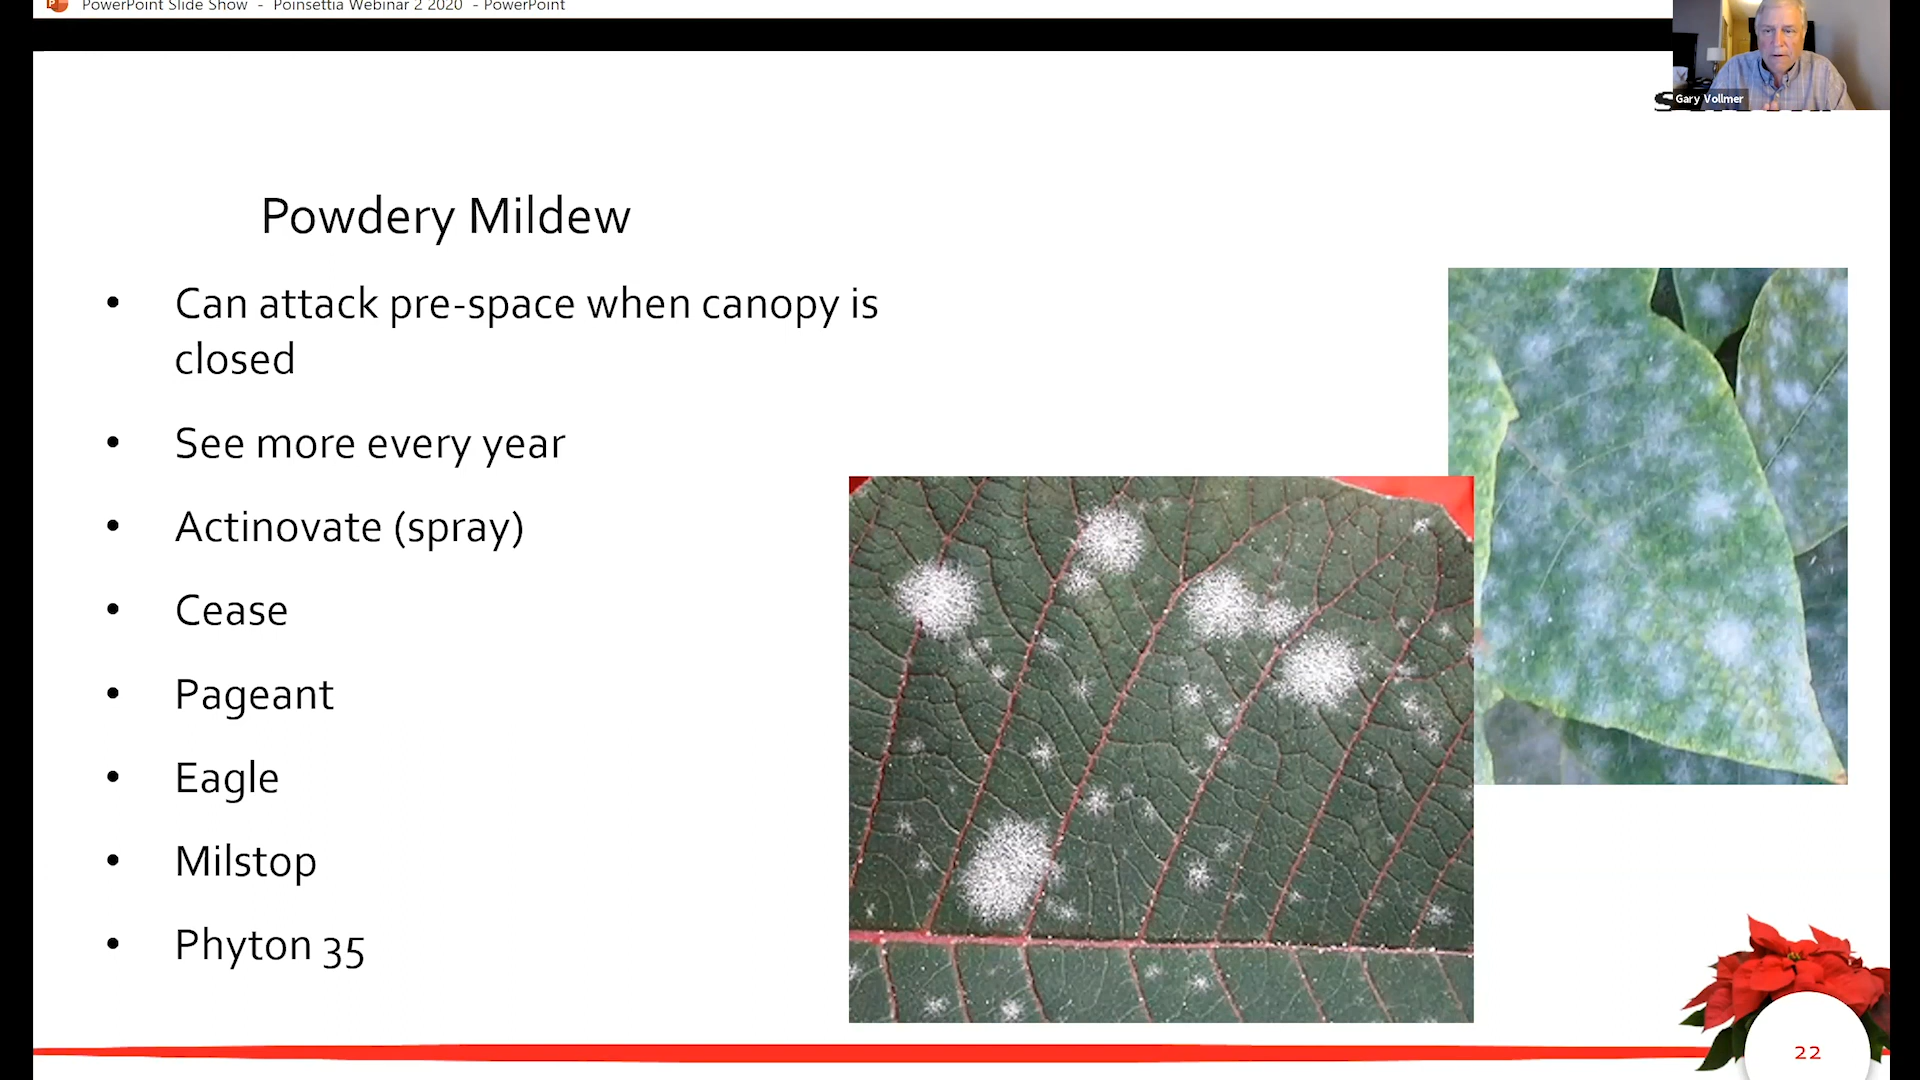 PowerPoint Slide Show - Poinsettia Webinar 2 2020 - PowerPoint
Gary Vollmer
Powdery Mildew
• Can attack pre-space when canopy is
closed
• See more every year
• Actinovate (spray)
• Cease
• Pageant
• Eagle
• Milstop
• Phyton 35
22